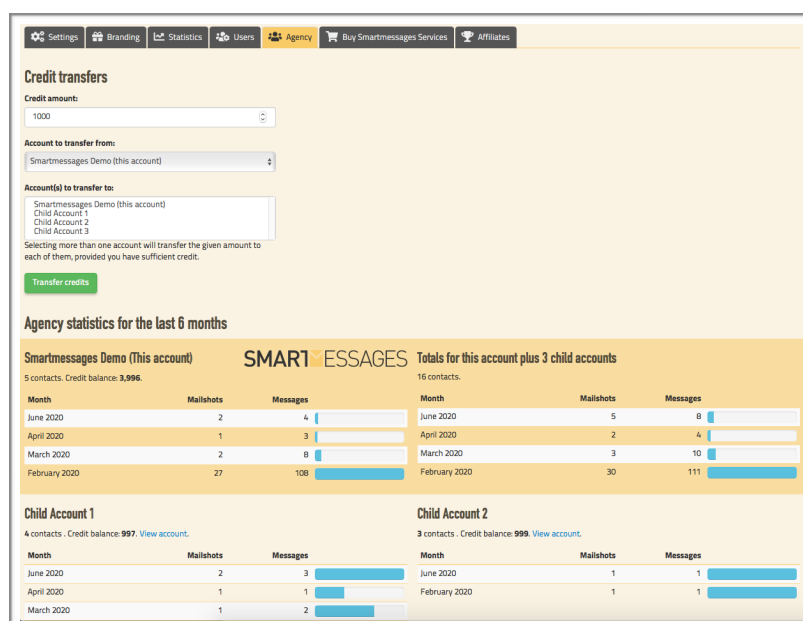 Settings Branding Statistics Users Agency Buy Smartmessages Services Affiliates
Credit transfers
Credit amount:
1000
Account to transfer from:
Smartmessages Demo (this account)
Account(s) to transfer to:
Smartmessages Demo (this account)
Child Account 1
Child Account 2
Child Account 3
Selecting more than one account will transfer the given amount to
each of them, provided you have sufficient credit.
Transfer credits
Agency statistics for the last 6 months
Smartmessages Demo (This account)
SMARTMESSAGES
5 contacts. Credit balance: 3,996.
Month Mailshots Messages
June 2020 2 4
April 2020 1 3
March 2020 2 8
February 2020 27 108
Totals for this account plus 3 child accounts
16 contacts.
Month Mailshots Messages
June 2020 5 8
April 2020 2 4
March 2020 3 10
February 2020 30 111
Child Account 1
4 contacts . Credit balance: 997. View account.
Month Mailshots Messages
June 2020 2 3
April 2020 1 1
March 2020 1 2
Child Account 2
3 contacts . Credit balance: 999. View account.
Month Mailshots Messages
June 2020 1 1
February 2020 1 1